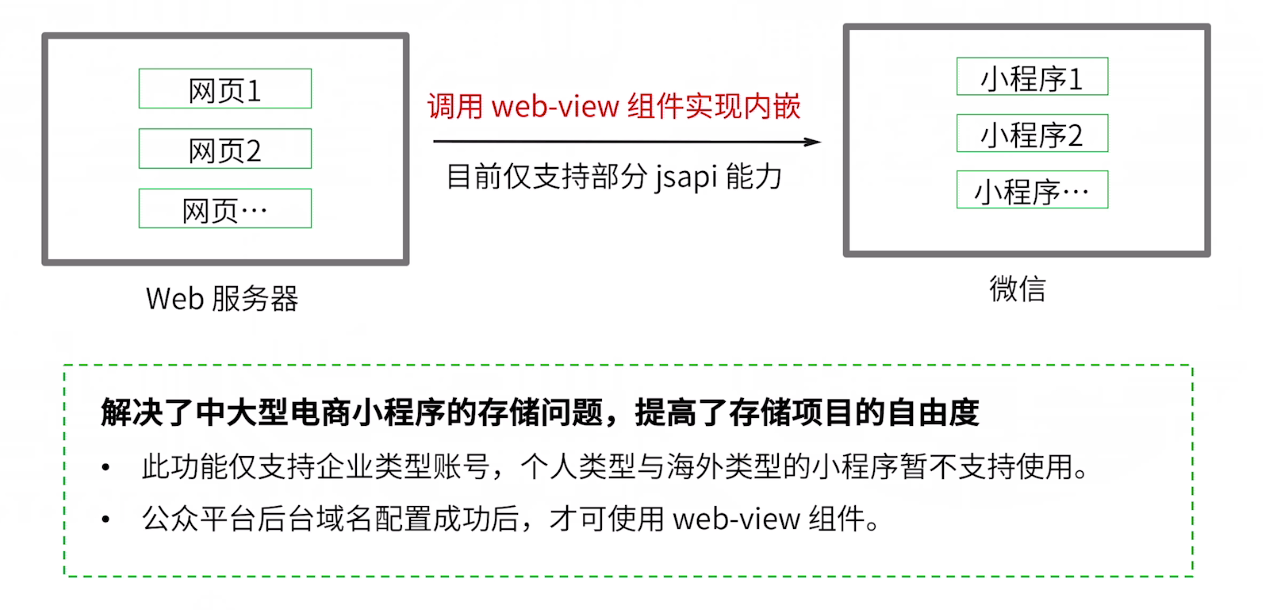 网页1
网页2
网页…
Web 服务器
调用 web-view 组件实现内嵌
目前仅支持部分 jsapi 能力
小程序1
小程序2
小程序…
微信
解决了中大型电商小程序的存储问题，提高了存储项目的自由度
• 此功能仅支持企业类型账号，个人类型与海外类型的小程序暂不支持使用。
• 公众平台后台域名配置成功后，才可使用 web-view 组件。